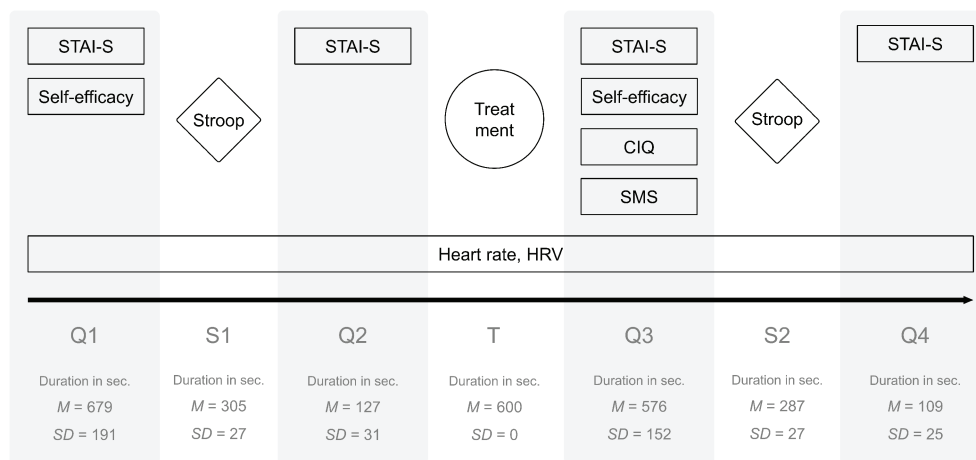 STAI-S
STAI-S
STAI-S
STAI-S
Self-efficacy
Self-efficacy
Stroop
Treat
ment
Stroop
CIQ
SMS
Heart rate, HRV
Q1 S1 Q2 T Q3 S2 Q4
Duration in sec. Duration in sec. Duration in sec. Duration in sec. Duration in sec. Duration in sec. Duration in sec.
M = 679 M = 305 M = 127 M = 600 M = 576 M = 287 M = 109
SD = 191 SD = 27 SD = 31 SD = 0 SD = 152 SD = 27 SD = 25